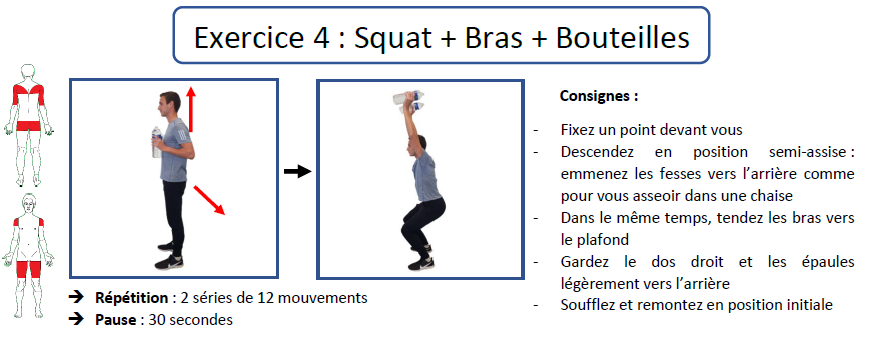 Exercice 4 : Squat + Bras + Bouteilles
Consignes :
- Fixez un point devant vous
- Descendez en position semi-assise :
emmenez les fesses vers l’arrière comme
pour vous asseoir dans une chaise
- Dans le même temps, tendez les bras vers
le plafond
- Gardez le dos droit et les épaules
légèrement vers l’arrière
- Soufflez et remontez en position initiale
➔ Répétition : 2 séries de 12 mouvements
➔ Pause : 30 secondes